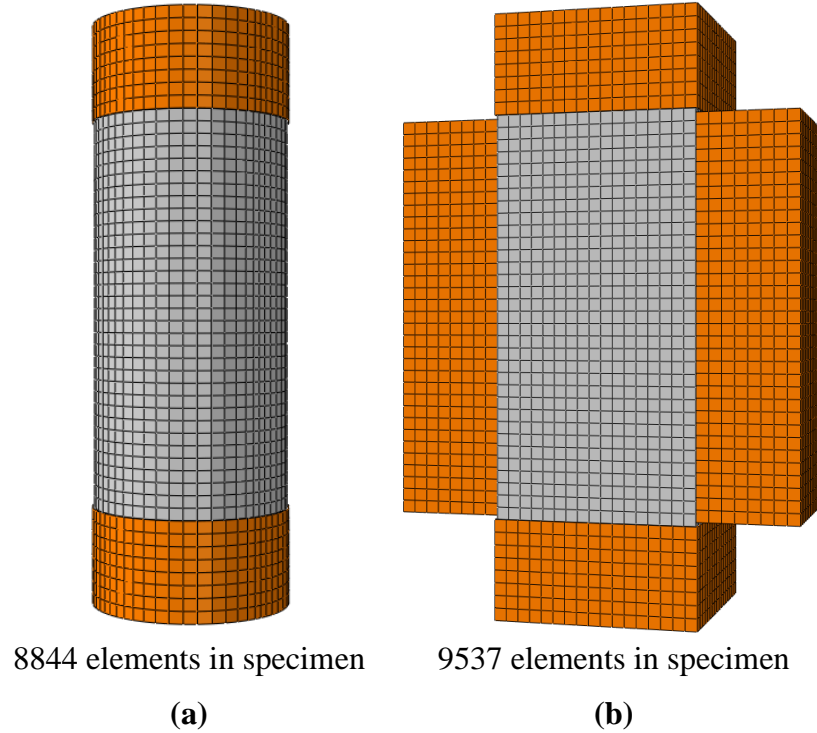 8844 elements in specimen
9537 elements in specimen
(a)
(b)